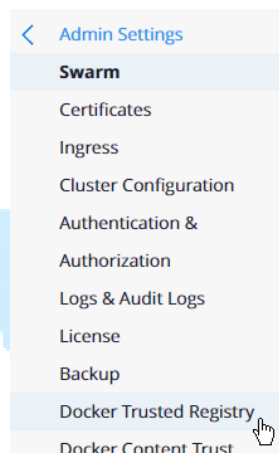 Admin Settings
Swarm
Certificates
Ingress
Cluster Configuration
Authentication &
Authorization
Logs & Audit Logs
License
Backup
Docker Trusted Registry
Docker Content Trust